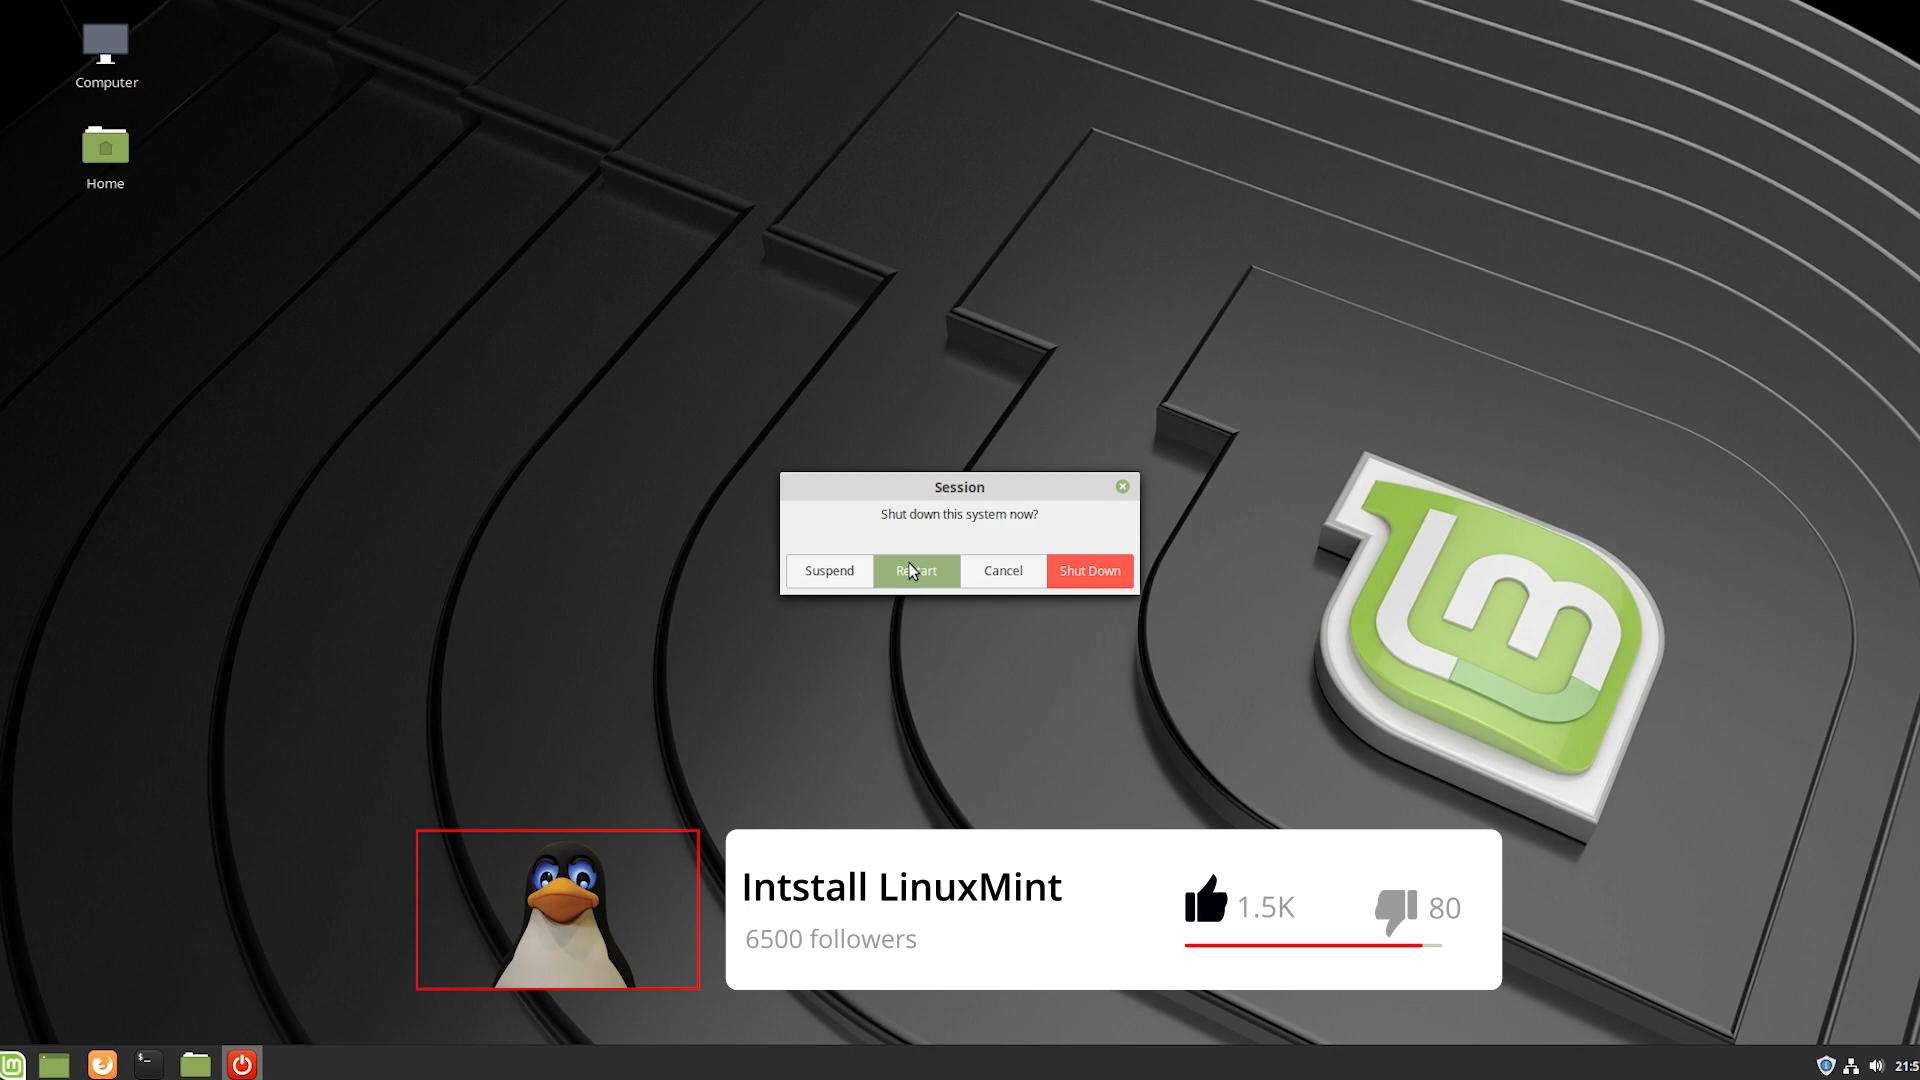 Computer
Home
Session
Shut down this system now?
Suspend
Restart
Cancel
Shut Down
Intstall LinuxMint
6500 followers
1.5K
80
$_
21:5